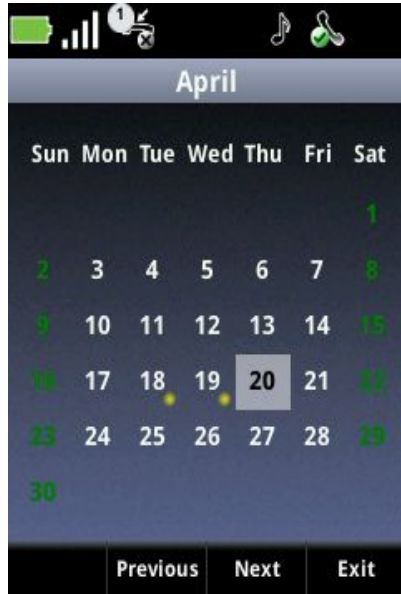 1
April
Sun Mon Tue Wed Thu Fri Sat
1
2 3 4 5 6 7 8
9 10 11 12 13 14 15
16 17 18 19 20 21 22
23 24 25 26 27 28 29
30
Previous Next Exit